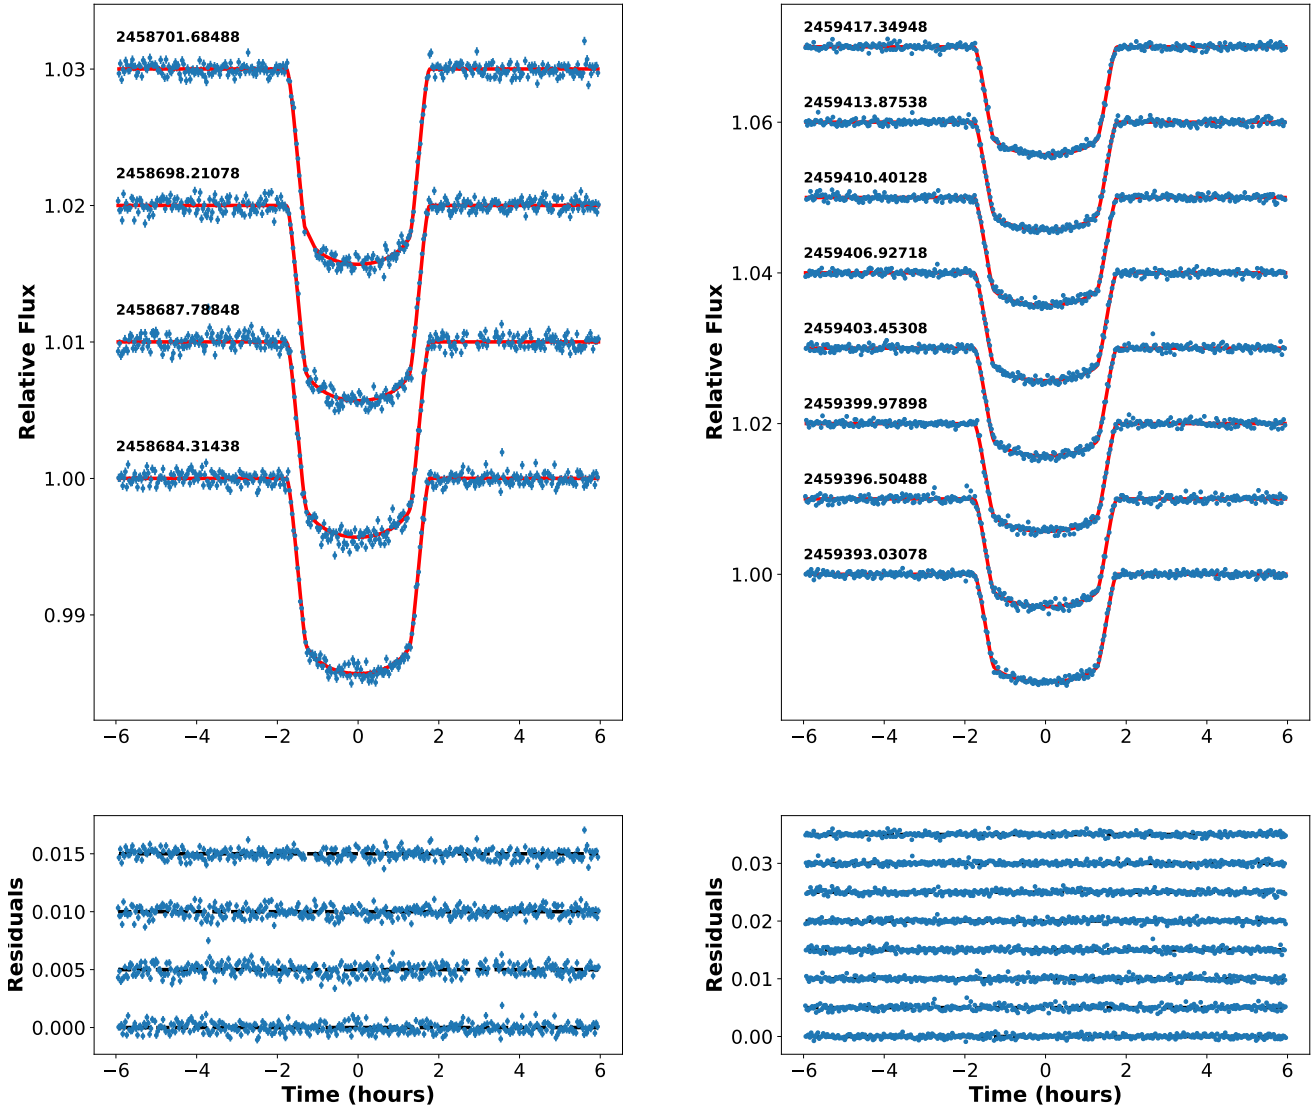 2458701.68488
2458698.21078
2458687.78848
2458684.31438
1.03
1.02
1.01
1.00
0.99
Relative Flux
−6 −4 −2 0 2 4 6
2459417.34948
2459413.87538
2459410.40128
2459406.92718
2459403.45308
2459399.97898
2459396.50488
2459393.03078
1.06
1.04
1.02
1.00
Relative Flux
−6 −4 −2 0 2 4 6
0.015
0.010
0.005
0.000
Residuals
−6 −4 −2 0 2 4 6
Time (hours)
0.03
0.02
0.01
0.00
Residuals
−6 −4 −2 0 2 4 6
Time (hours)